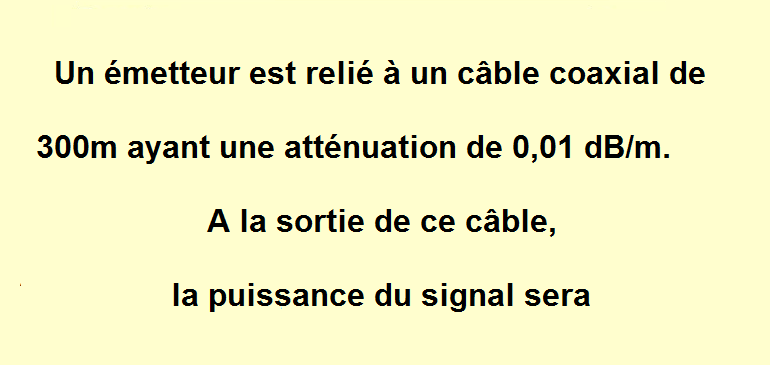 Un émetteur est relié à un câble coaxial de
300m ayant une atténuation de 0,01 dB/m.
A la sortie de ce câble,
la puissance du signal sera